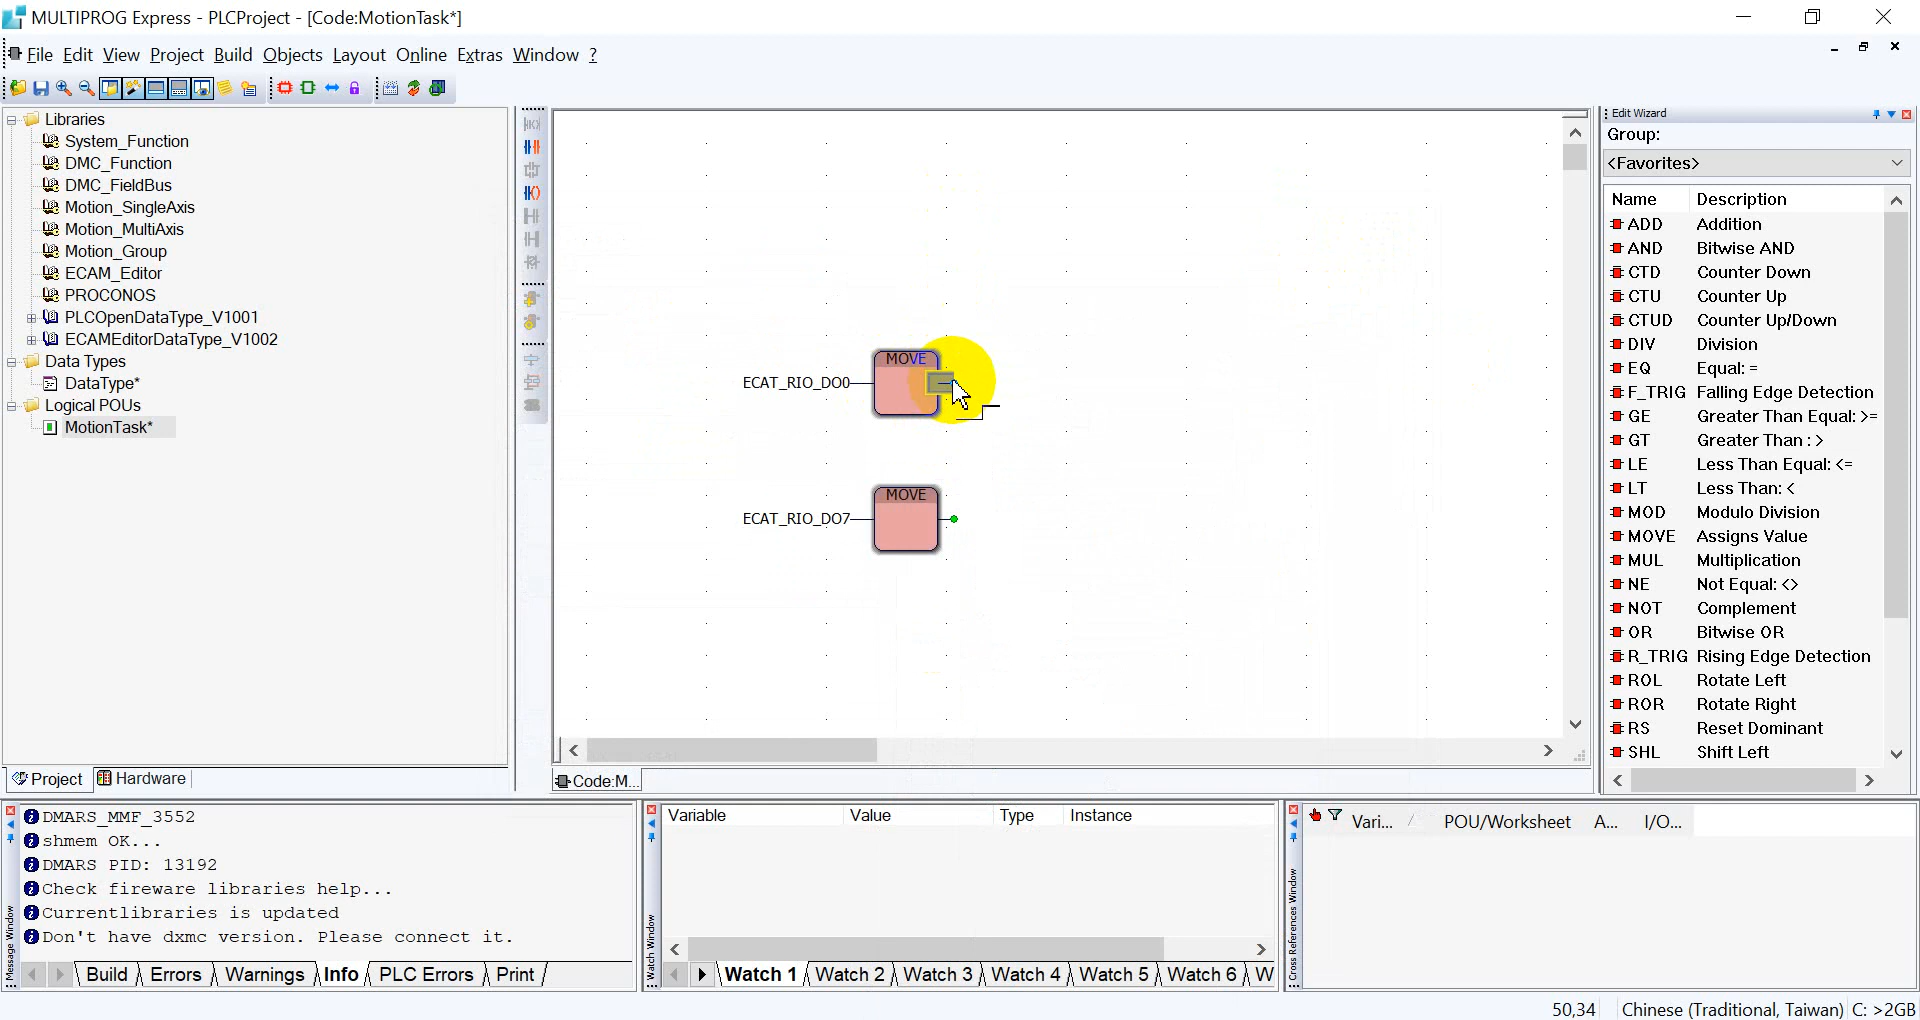 MULTIPROG Express - PLCProject - [Code:MotionTask*]
File Edit View Project Build Objects Layout Online Extras Window ?
Libraries
System_Function
DMC_Function
DMC_FieldBus
Motion_SingleAxis
Motion_MultiAxis
Motion_Group
ECAM_Editor
PROCONOS
PLCOpenDataType_V1001
ECAMEditorDataType_V1002
Data Types
DataType*
Logical POUs
MotionTask*
Project Hardware
MOVE
ECAT_RIO_DO0
MOVE
ECAT_RIO_DO7
Code:M...
Edit Wizard
Group:
<Favorites>
Name Description
ADD Addition
AND Bitwise AND
CTD Counter Down
CTU Counter Up
CTUD Counter Up/Down
DIV Division
EQ Equal: =
F_TRIG Falling Edge Detection
GE Greater Than Equal: >=
GT Greater Than : >
LE Less Than Equal: <=
LT Less Than: <
MOD Modulo Division
MOVE Assigns Value
MUL Multiplication
NE Not Equal: <>
NOT Complement
OR Bitwise OR
R_TRIG Rising Edge Detection
ROL Rotate Left
ROR Rotate Right
RS Reset Dominant
SHL Shift Left
Message Window
DMARS_MMF_3552
shmem OK...
DMARS PID: 13192
Check fireware libraries help...
Currentlibraries is updated
Don't have dxmc version. Please connect it.
Build Errors Warnings Info PLC Errors Print
Watch Window
Variable Value Type Instance
Watch 1 Watch 2 Watch 3 Watch 4 Watch 5 Watch 6 W
Cross References Window
Vari... POU/Worksheet A... I/O...
50,34 Chinese (Traditional, Taiwan) C: >2GB